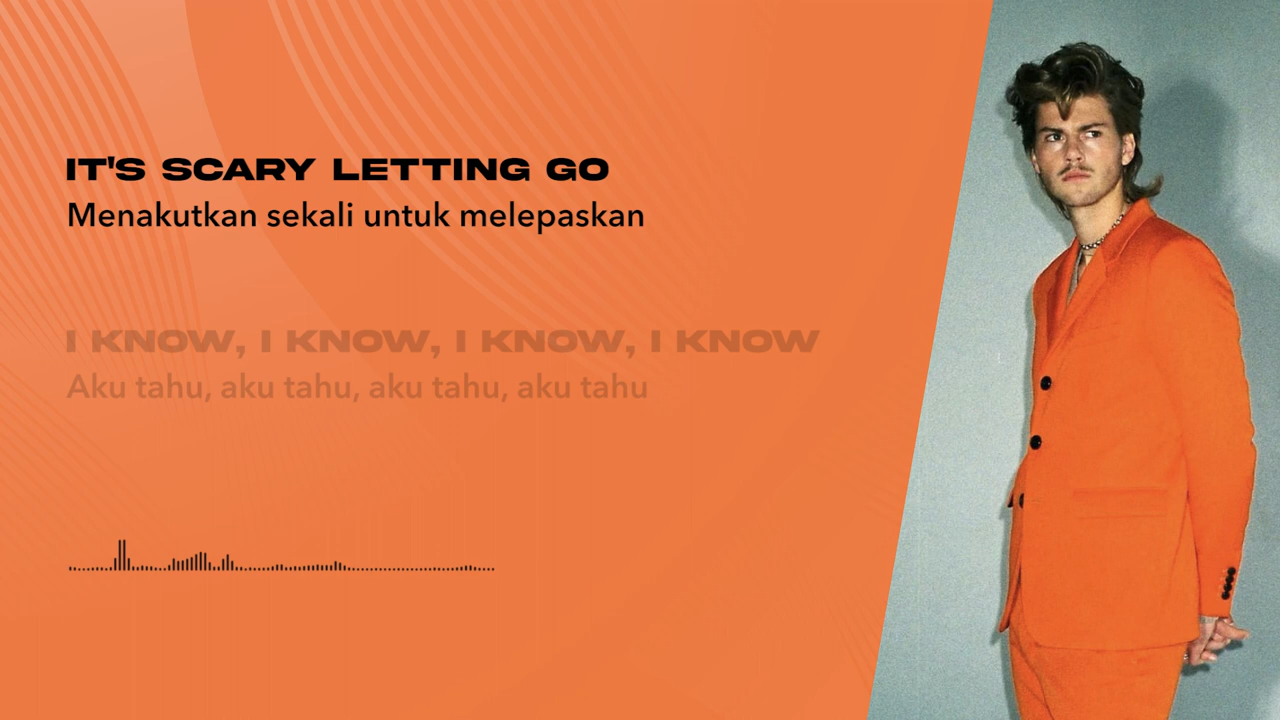 IT'S SCARY LETTING GO
Menakutkan sekali untuk melepaskan
I KNOW, I KNOW, I KNOW, I KNOW
Aku tahu, aku tahu, aku tahu, aku tahu